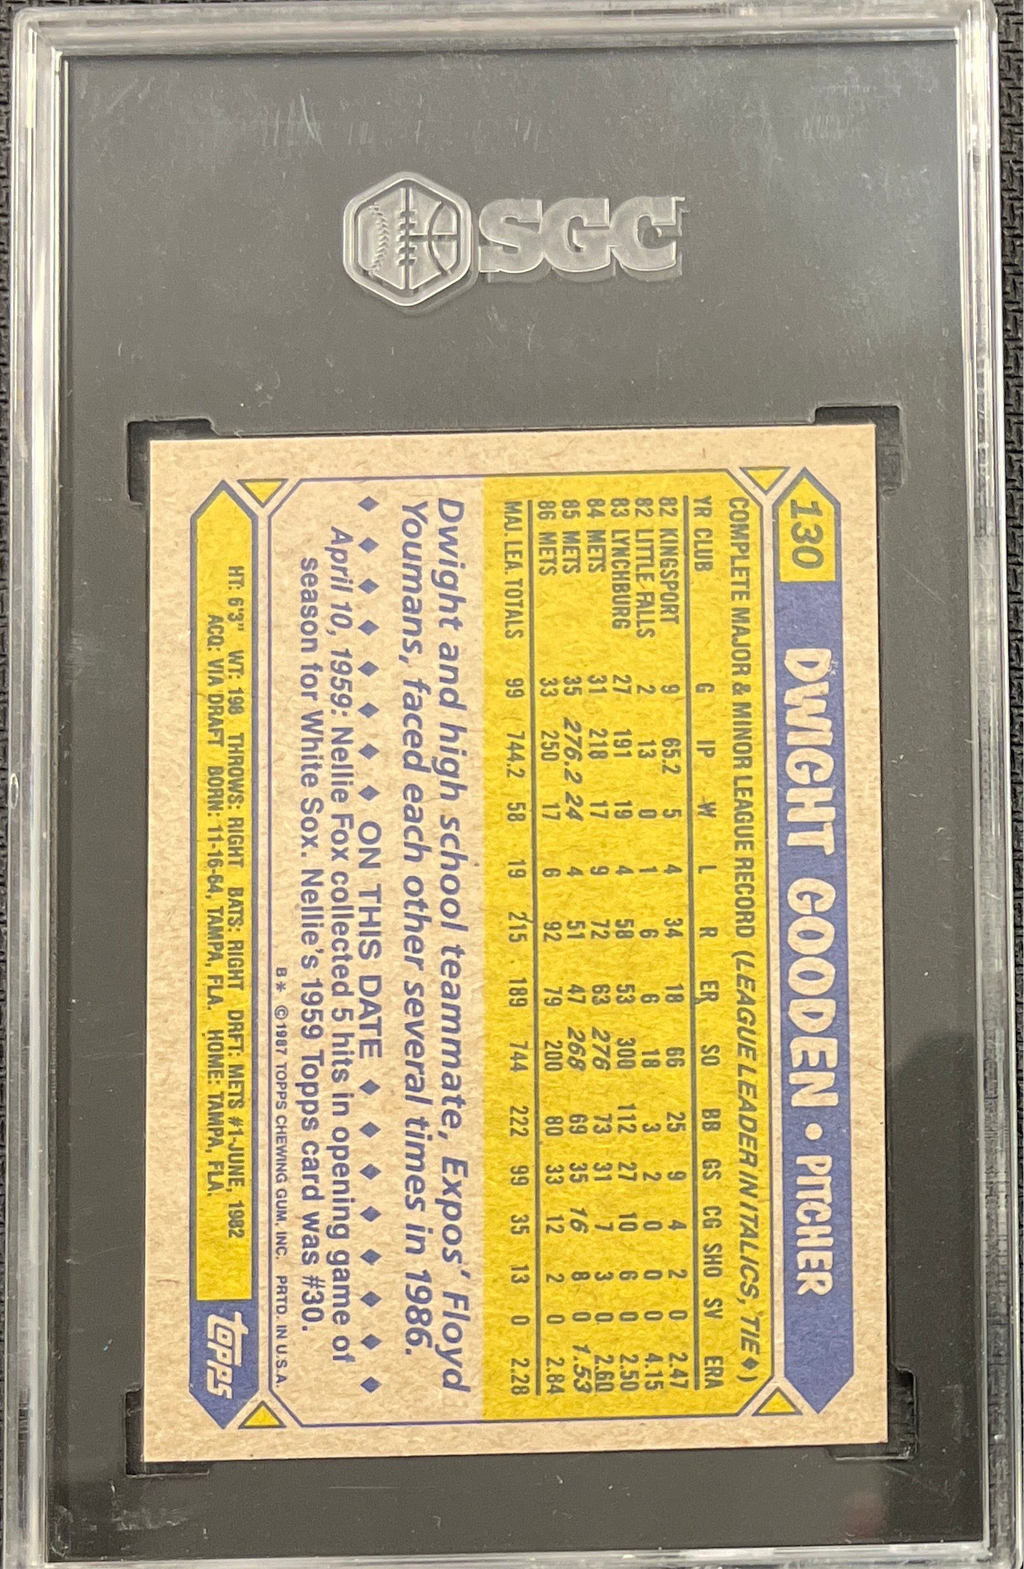 SGC
130 DWIGHT GOODEN • PITCHER
COMPLETE MAJOR & MINOR LEAGUE RECORD (LEAGUE LEADER IN ITALICS, TIE ♦)
YR CLUB G IP W L R ER SO BB GS CG SHO SV ERA
82 KINGSPORT 9 65.2 5 4 34 18 66 25 9 4 2 0 2.47
82 LITTLE FALLS 2 13 0 1 6 6 18 3 2 0 0 0 4.15
83 LYNCHBURG 27 191 19 4 58 53 300 112 27 10 6 0 2.50
84 METS 31 218 17 9 72 63 276 73 31 7 3 0 2.60
85 METS 35 276.2 24 4 51 47 268 69 35 16 8 0 1.53
86 METS 33 250 17 6 92 79 200 80 33 12 2 0 2.84
MAJ. LEA. TOTALS 99 744.2 58 19 215 189 744 222 99 35 13 0 2.28
Dwight and high school teammate, Expos' Floyd
Youmans, faced each other several times in 1986.
♦ ♦ ♦ ♦ ♦ ♦ ♦ ♦ ON THIS DATE ♦ ♦ ♦ ♦ ♦ ♦ ♦ ♦
April 10, 1959: Nellie Fox collected 5 hits in opening game of
season for White Sox. Nellie's 1959 Topps card was #30.
B* © 1987 TOPPS CHEWING GUM, INC. PRTD. IN U.S.A.
HT: 6'3" WT: 198 THROWS: RIGHT BATS: RIGHT DRFT: METS #1-JUNE, 1982
ACQ: VIA DRAFT BORN: 11-16-64, TAMPA, FLA. HOME: TAMPA, FLA.
topps